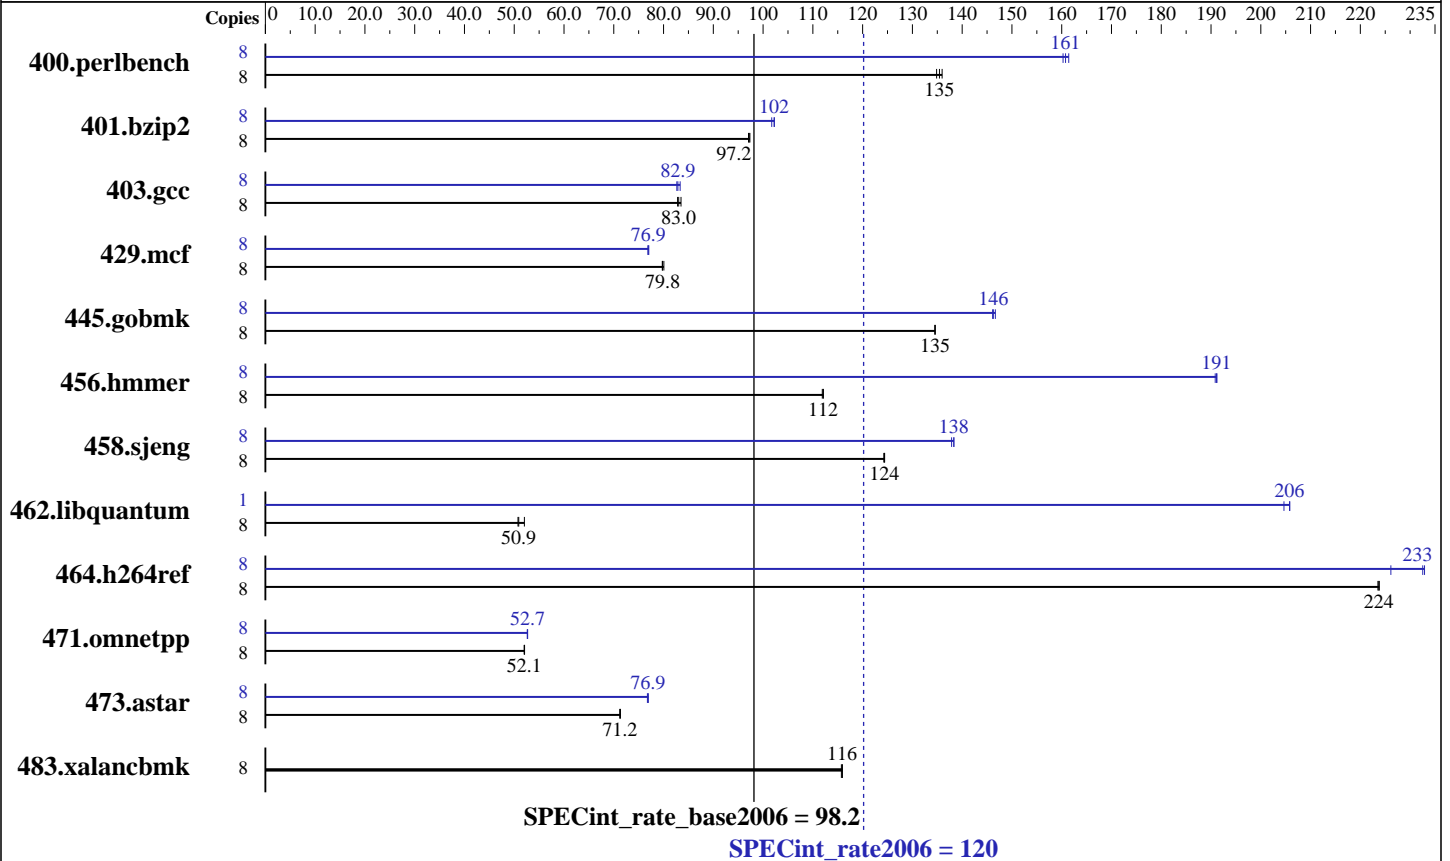 Copies 0 10.0 20.0 30.0 40.0 50.0 60.0 70.0 80.0 90.0 100 110 120 130 140 150 160 170 180 190 200 210 220 235
400.perlbench 8 161
8 135
401.bzip2 8 102
8 97.2
403.gcc 8 82.9
8 83.0
429.mcf 8 76.9
8 79.8
445.gobmk 8 146
8 135
456.hmmer 8 191
8 112
458.sjeng 8 138
8 124
462.libquantum 1 206
8 50.9
464.h264ref 8 233
8 224
471.omnetpp 8 52.7
8 52.1
473.astar 8 76.9
8 71.2
483.xalancbmk 8 116
SPECint_rate_base2006 = 98.2
SPECint_rate2006 = 120